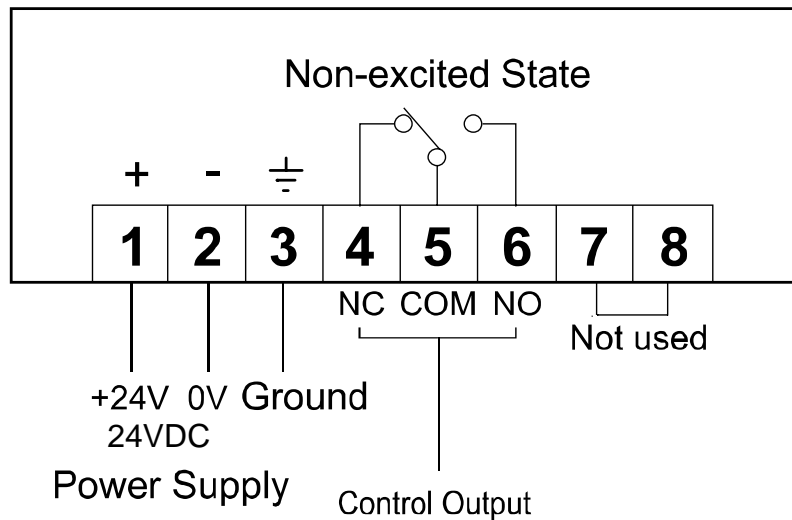 Non-excited State
+ -
1 2 3 4 5 6 7 8
NC COM NO
Not used
+24V 0V Ground
24VDC
Power Supply
Control Output